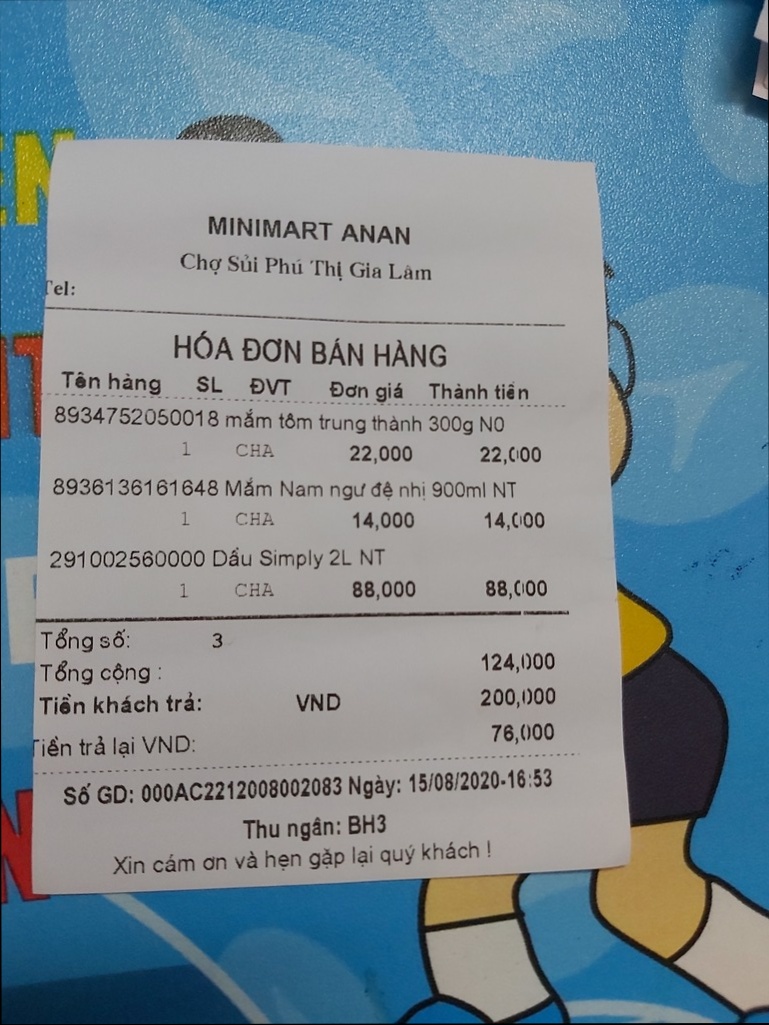 MINIMART ANAN
Chợ Sủi Phú Thị Gia Lâm
Tel:
HÓA ĐƠN BÁN HÀNG
Tên hàng SL ĐVT Đơn giá Thành tiền
8934752050018 mắm tôm trung thành 300g N0
1 CHA 22,000 22,000
8936136161648 Mắm Nam ngư đệ nhị 900ml NT
1 CHA 14,000 14,000
291002560000 Dầu Simply 2L NT
1 CHA 88,000 88,000
Tổng số: 3
Tổng cộng : 124,000
Tiền khách trả: VND 200,000
Tiền trả lại VND: 76,000
Số GD: 000AC2212008002083 Ngày: 15/08/2020-16:53
Thu ngân: BH3
Xin cám ơn và hẹn gặp lại quý khách !